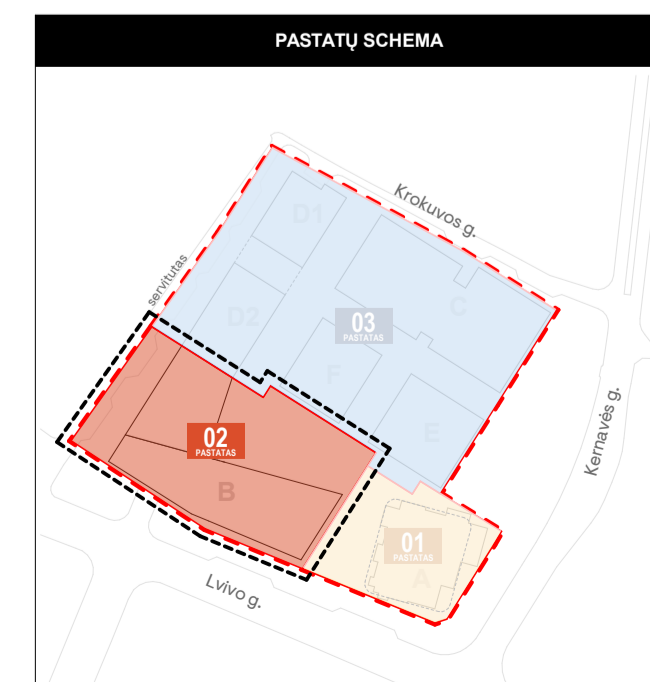 PASTATŲ SCHEMA
Krokuvos g.
D1
servitutas
C
D2
03
PASTATAS
F
Kernavės g.
E
02
PASTATAS
B
01
PASTATAS
A
Lvivo g.